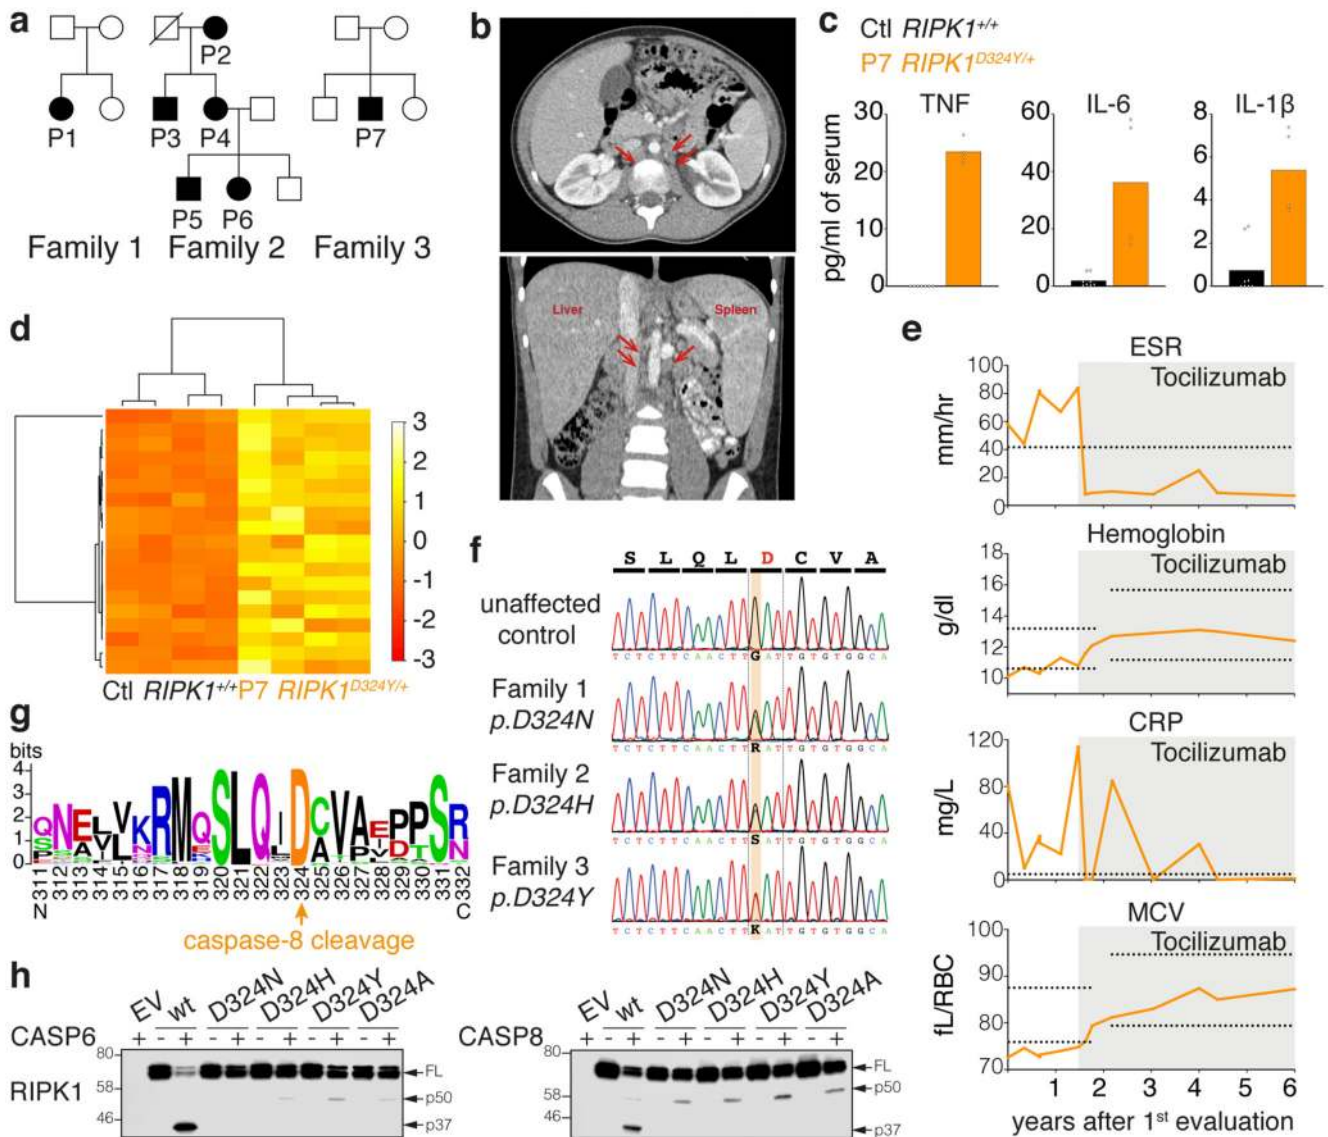 a
P2
P1
P3
P4
P7
P5
P6
Family 1
Family 2
Family 3
b
Liver
Spleen
c
Ctl RIPK1+/+
P7 RIPK1D324Y/+
TNF
IL-6
IL-1β
pg/ml of serum
30
20
10
0
60
40
20
0
8
6
4
2
0
d
3
2
1
0
-1
-2
-3
Ctl RIPK1+/+
P7 RIPK1D324Y/+
e
ESR
Tocilizumab
mm/hr
100
80
60
40
20
0
Hemoglobin
Tocilizumab
g/dl
18
16
14
12
10
CRP
Tocilizumab
mg/L
120
80
40
0
MCV
Tocilizumab
fL/RBC
100
90
80
70
1 2 3 4 5 6
years after 1st evaluation
f
S L Q L D C V A
unaffected
control
T C T C T T C A A C T T G A T T G T G T G G C A
Family 1
p.D324N
T C T C T T C A A C T T R A T T G T G T G G C A
Family 2
p.D324H
T C T C T T C A A C T T S A T T G T G T G G C A
Family 3
p.D324Y
T C T C T T C A A C T T K A T T G T G T G G C A
g
bits
4
3
2
1
0
311 312 313 314 315 316 317 318 319 320 321 322 323 324 325 326 327 328 329 330 331 332
N
C
caspase-8 cleavage
h
EV wt D324N D324H D324Y D324A
CASP6 + - + - + - + - + - +
RIPK1
80
58
46
FL
p50
p37
EV wt D324N D324H D324Y D324A
CASP8 + - + - + - + - + - +
80
58
46
FL
p50
p37